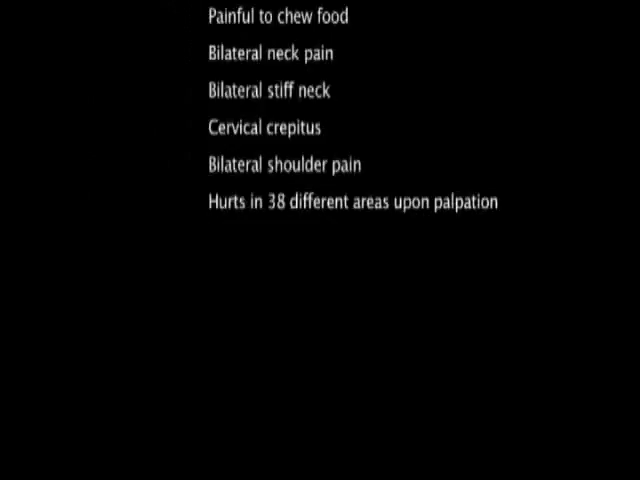 Painful to chew food
Bilateral neck pain
Bilateral stiff neck
Cervical crepitus
Bilateral shoulder pain
Hurts in 38 different areas upon palpation